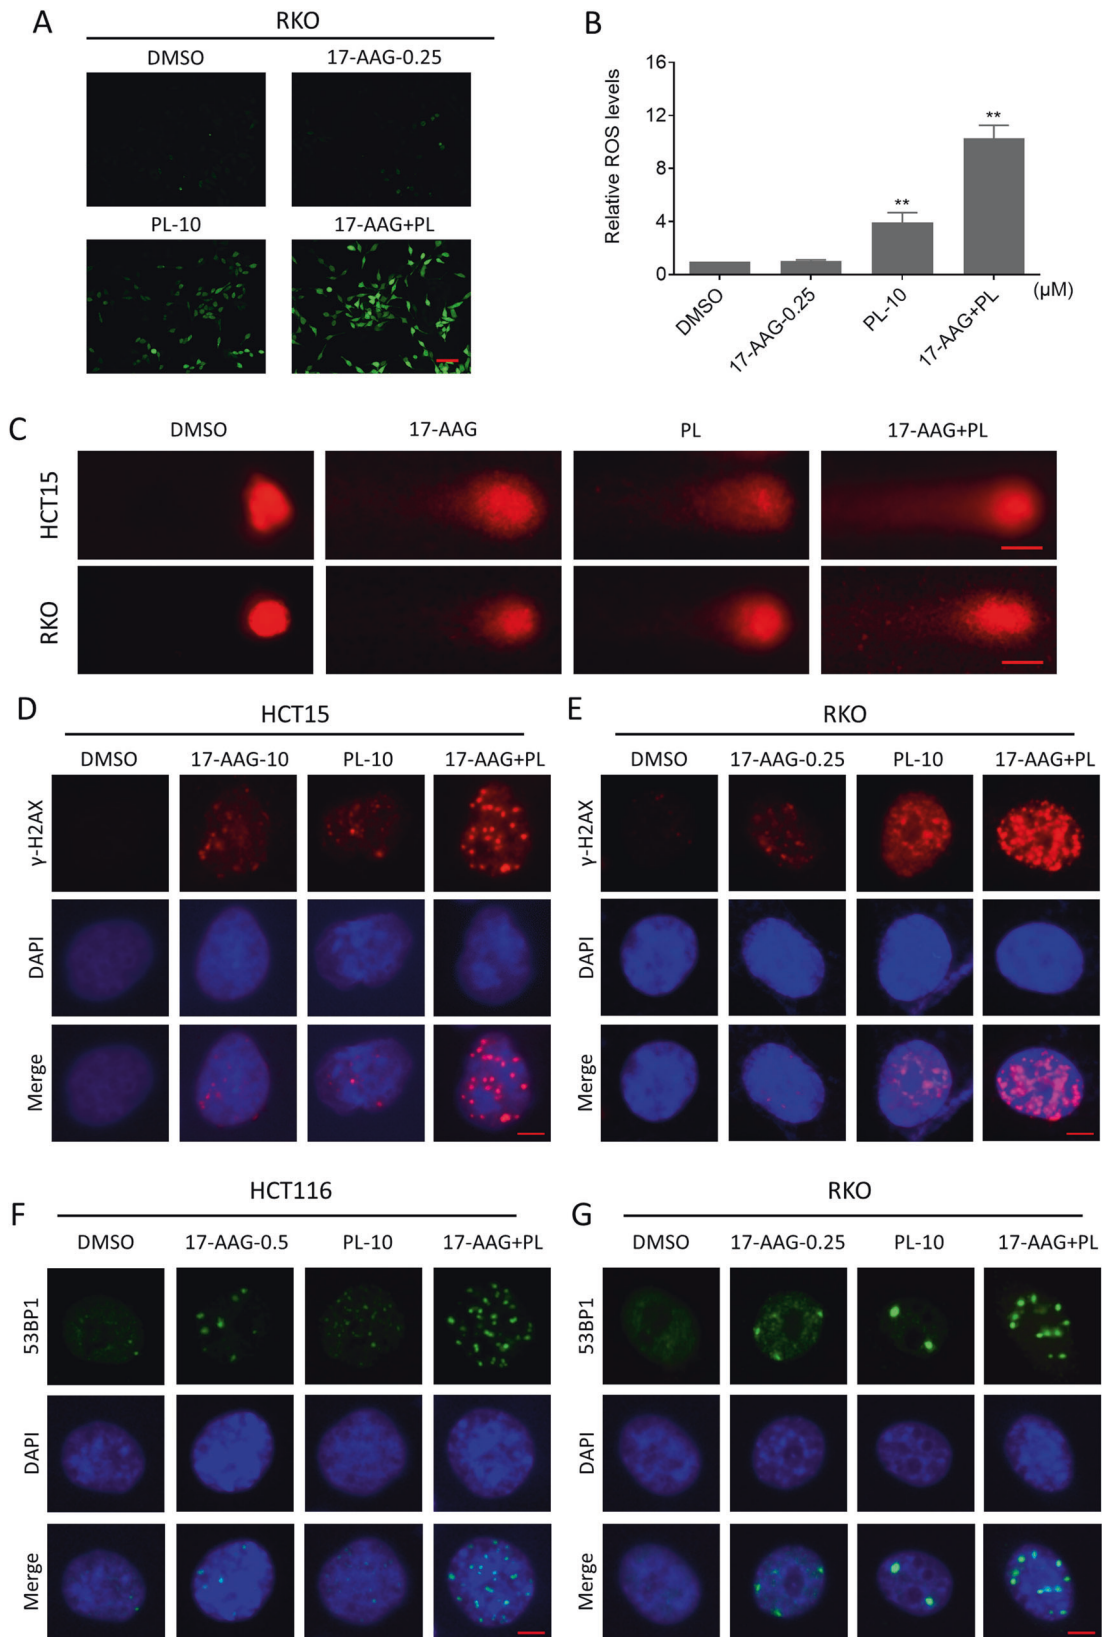 A
RKO
DMSO 17-AAG-0.25
PL-10 17-AAG+PL
B
Relative ROS levels
16
12
8
4
0
**
**
DMSO
17-AAG-0.25
PL-10
17-AAG+PL
(μM)
C
DMSO 17-AAG PL 17-AAG+PL
HCT15
RKO
D
HCT15
DMSO 17-AAG-10 PL-10 17-AAG+PL
γ-H2AX
DAPI
Merge
E
RKO
DMSO 17-AAG-0.25 PL-10 17-AAG+PL
γ-H2AX
DAPI
Merge
F
HCT116
DMSO 17-AAG-0.5 PL-10 17-AAG+PL
53BP1
DAPI
Merge
G
RKO
DMSO 17-AAG-0.25 PL-10 17-AAG+PL
53BP1
DAPI
Merge